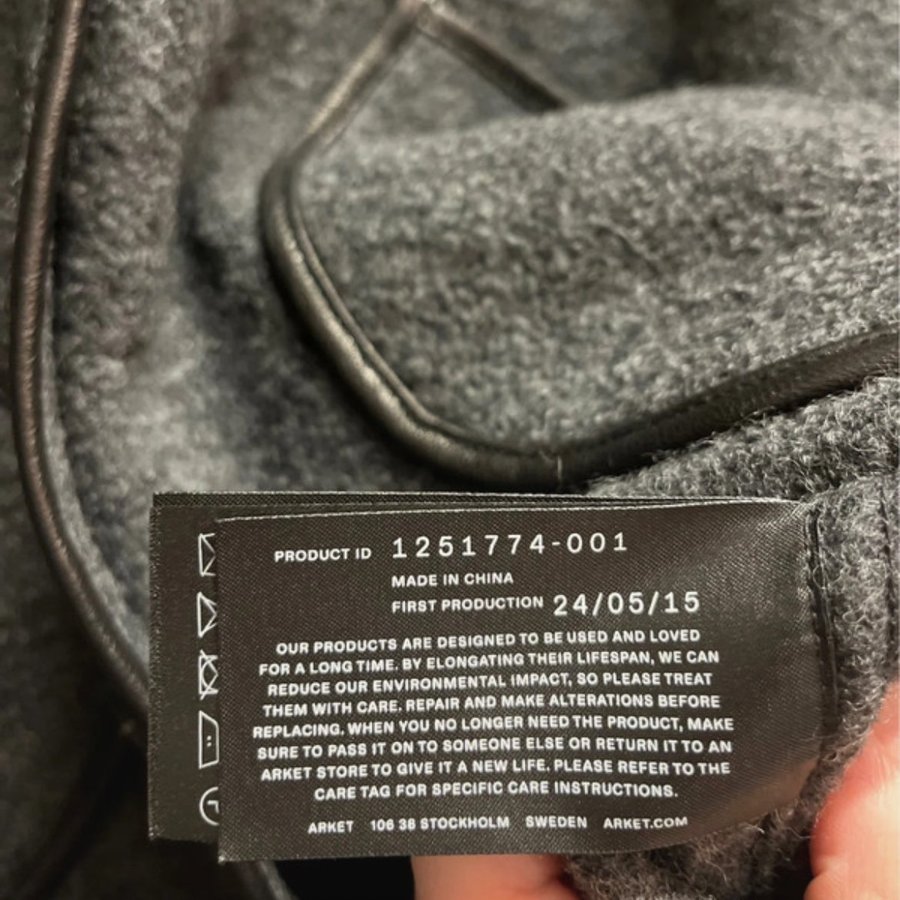 PRODUCT ID 1251774-001
MADE IN CHINA
FIRST PRODUCTION 24/05/15
OUR PRODUCTS ARE DESIGNED TO BE USED AND LOVED
FOR A LONG TIME. BY ELONGATING THEIR LIFESPAN, WE CAN
REDUCE OUR ENVIRONMENTAL IMPACT, SO PLEASE TREAT
THEM WITH CARE. REPAIR AND MAKE ALTERATIONS BEFORE
REPLACING. WHEN YOU NO LONGER NEED THE PRODUCT, MAKE
SURE TO PASS IT ON TO SOMEONE ELSE OR RETURN IT TO AN
ARKET STORE TO GIVE IT A NEW LIFE. PLEASE REFER TO THE
CARE TAG FOR SPECIFIC CARE INSTRUCTIONS.
ARKET 106 38 STOCKHOLM SWEDEN ARKET.COM